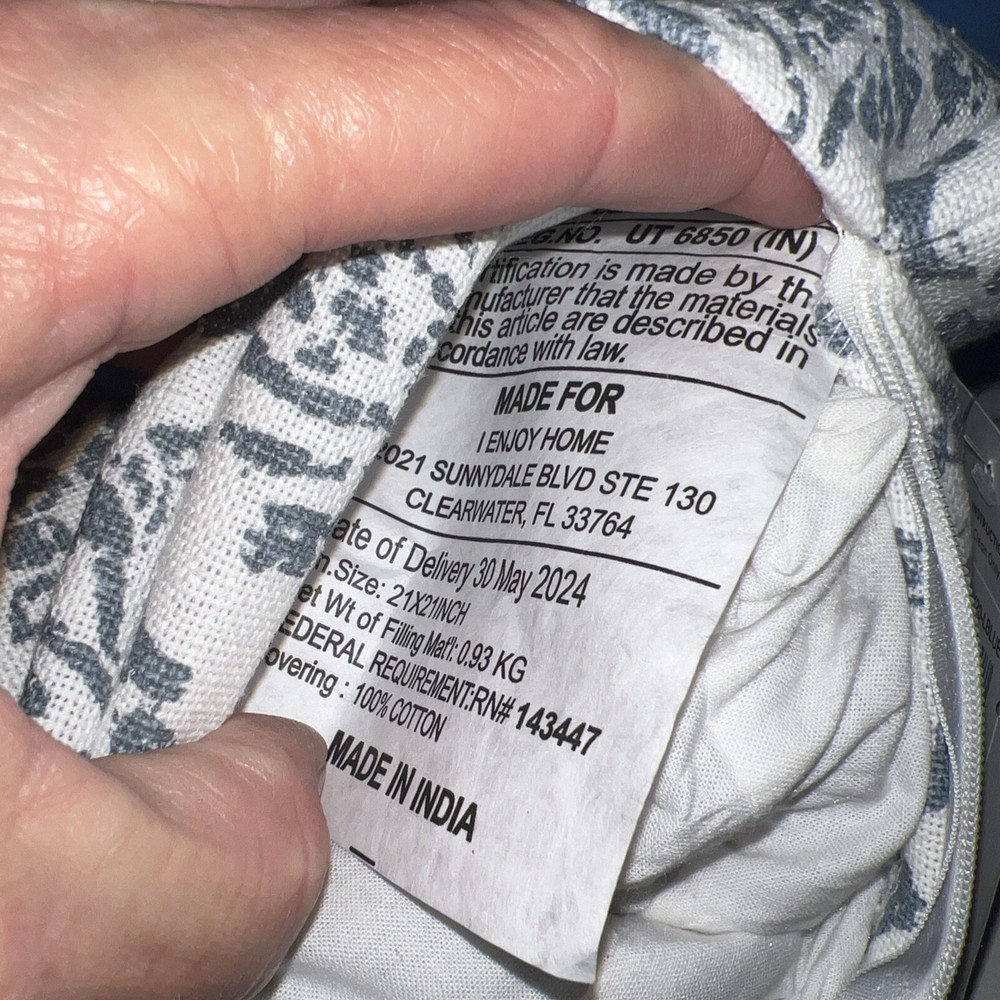 EG.NO. UT 6850 (IN)
tification is made by th
nufacturer that the materials
this article are described in
cordance with law.
MADE FOR
I ENJOY HOME
2021 SUNNYDALE BLVD STE 130
CLEARWATER, FL 33764
ate of Delivery 30 May 2024
n.Size: 21X21INCH
et Wt of Filling Mat'l: 0.93 KG
EDERAL REQUIREMENT:RN# 143447
overing : 100% COTTON
MADE IN INDIA